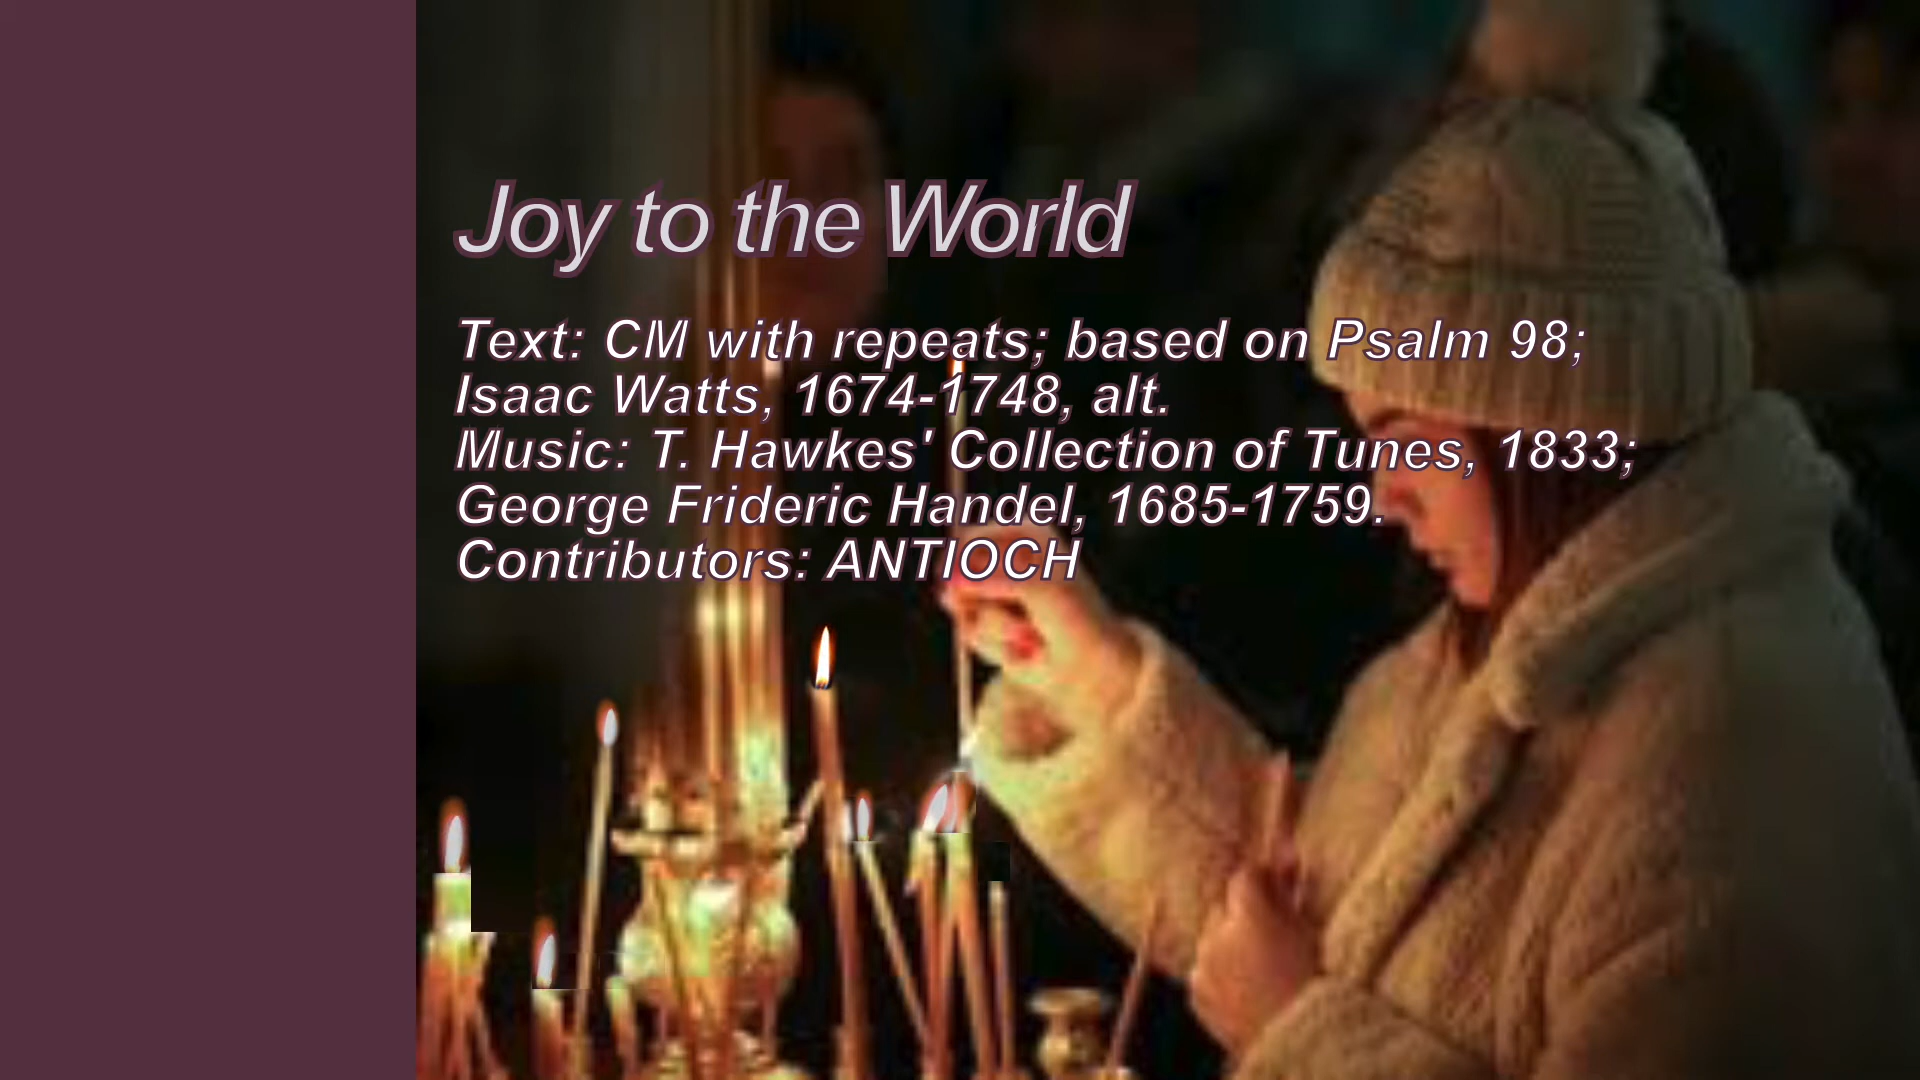 Joy to the World
Text: CM with repeats; based on Psalm 98;
Isaac Watts, 1674-1748, alt.
Music: T. Hawkes' Collection of Tunes, 1833;
George Frideric Handel, 1685-1759.
Contributors: ANTIOCH